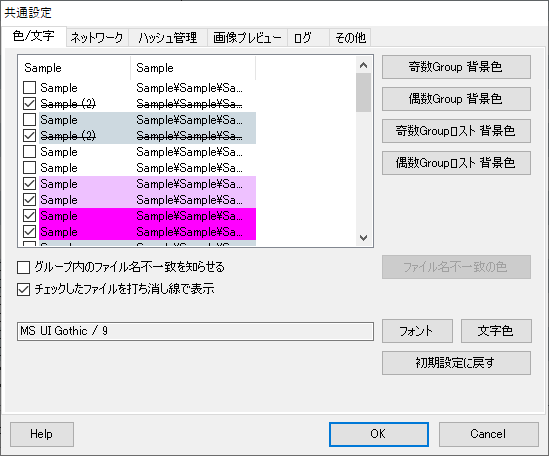 共通設定
色/文字 ネットワーク ハッシュ管理 画像プレビュー ログ その他
Sample Sample
Sample Sample¥Sample¥Sa...
Sample (2) Sample¥Sample¥Sa...
Sample Sample¥Sample¥Sa...
Sample (2) Sample¥Sample¥Sa...
Sample Sample¥Sample¥Sa...
Sample Sample¥Sample¥Sa...
Sample Sample¥Sample¥Sa...
Sample Sample¥Sample¥Sa...
Sample Sample¥Sample¥Sa...
Sample Sample¥Sample¥Sa...
Sample Sample¥Sample¥Sa...
奇数Group 背景色
偶数Group 背景色
奇数Groupロスト 背景色
偶数Groupロスト 背景色
グループ内のファイル名不一致を知らせる
ファイル名不一致の色
チェックしたファイルを打ち消し線で表示
MS UI Gothic / 9
フォント
文字色
初期設定に戻す
Help
OK
Cancel